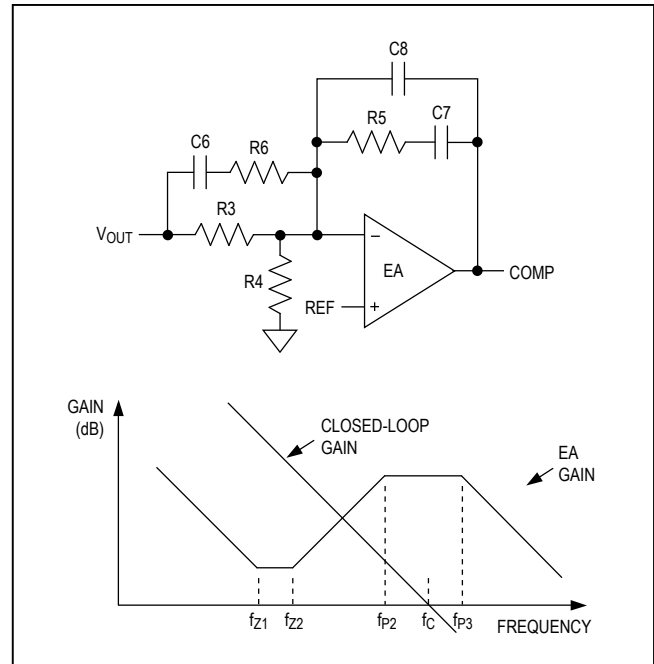 C8
R5 C7
C6 R6
R3
VOUT
R4
EA
COMP
REF
−
+
GAIN
(dB)
CLOSED-LOOP
GAIN
EA
GAIN
fZ1 fZ2 fP2 fC fP3
FREQUENCY